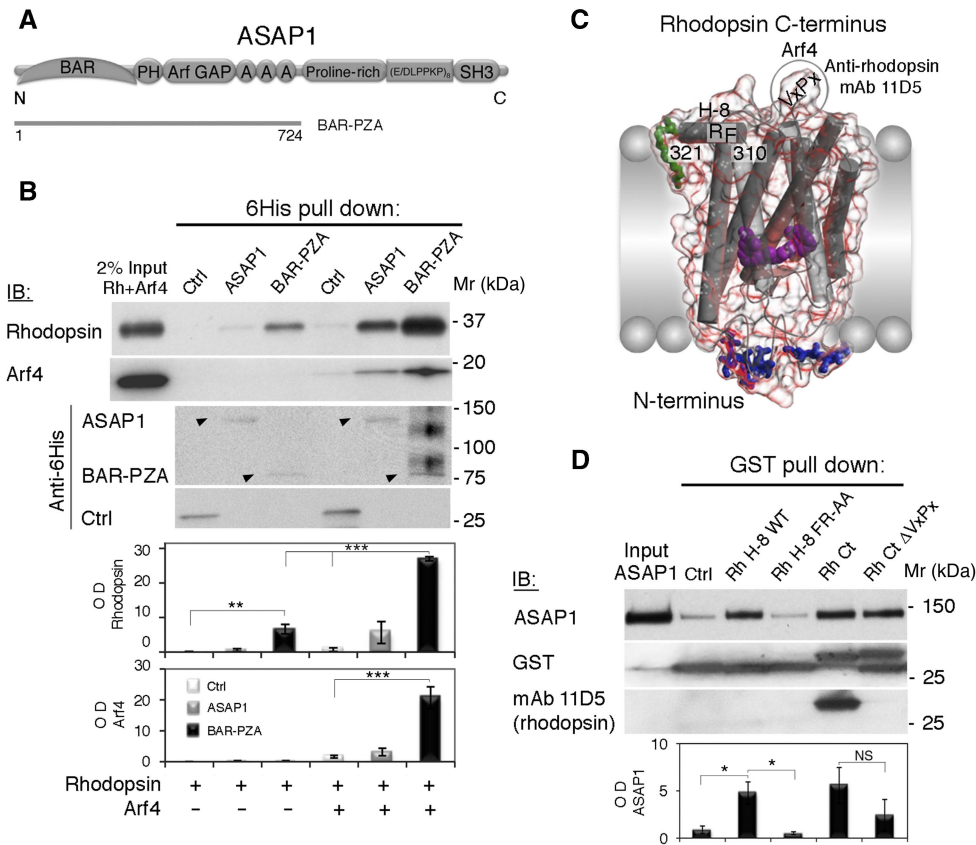 A
ASAP1
BAR PH Arf GAP A A A Proline-rich (E/DLPPKP)8 SH3
N C
1 724 BAR-PZA
B
6His pull down:
2% Input
Rh+Arf4
Ctrl ASAP1 BAR-PZA Ctrl ASAP1 BAR-PZA
Mr (kDa)
IB:
Rhodopsin - 37
Arf4 - 20
Anti-6His
ASAP1 - 150
- 100
BAR-PZA - 75
Ctrl - 25
O D
Rhodopsin
30
20
10
0
** ***
O D
Arf4
30
20
10
0
***
Ctrl
ASAP1
BAR-PZA
Rhodopsin + + + + + +
Arf4 – – – + + +
C
Rhodopsin C-terminus
Arf4
VxPx
Anti-rhodopsin
mAb 11D5
H-8
R F
321 310
N-terminus
D
GST pull down:
Input
ASAP1
Ctrl Rh H-8 WT Rh H-8 FR-AA Rh Ct Rh Ct ΔVxPx
Mr (kDa)
IB:
ASAP1 - 150
GST - 25
mAb 11D5
(rhodopsin) - 25
O D
ASAP1
10
5
0
* * NS